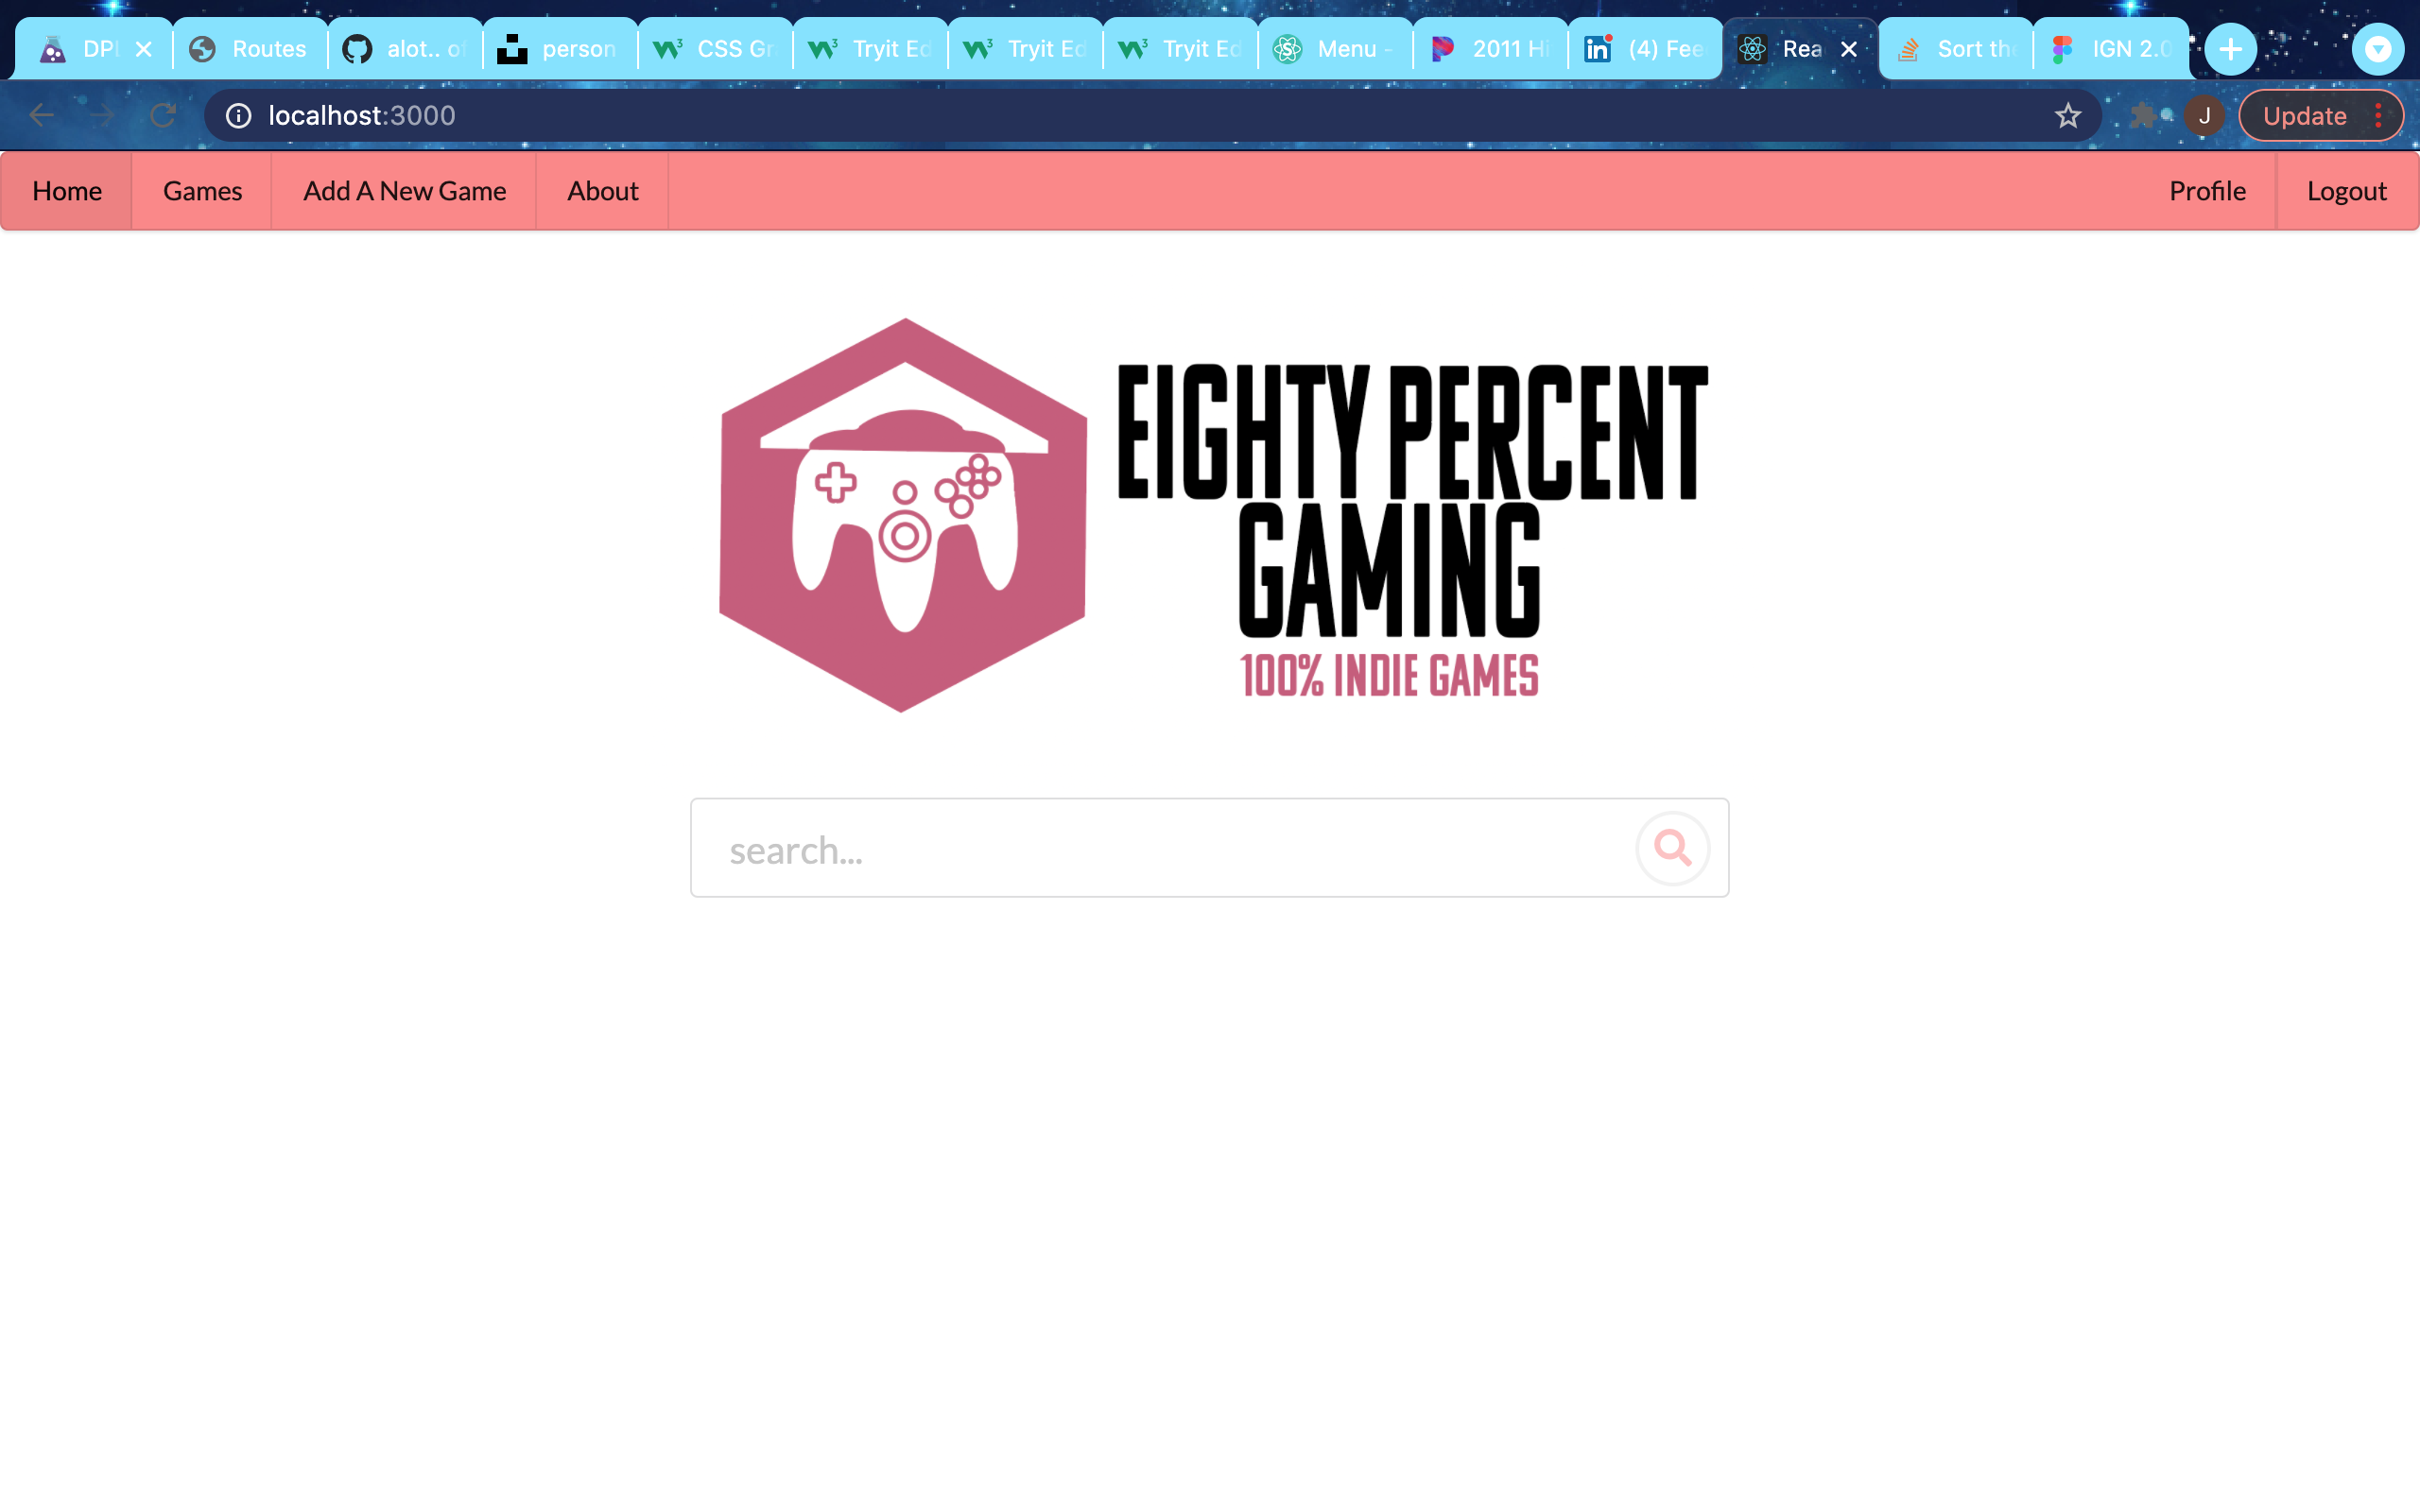 DPL Routes alot.. of person CSS Gr Tryit Ed Tryit Ed Tryit Ed Menu - 2011 Hi (4) Fee Rea Sort the IGN 2.0
localhost:3000 J Update
Home Games Add A New Game About Profile Logout
EIGHTY PERCENT
GAMING
100% INDIE GAMES
search...